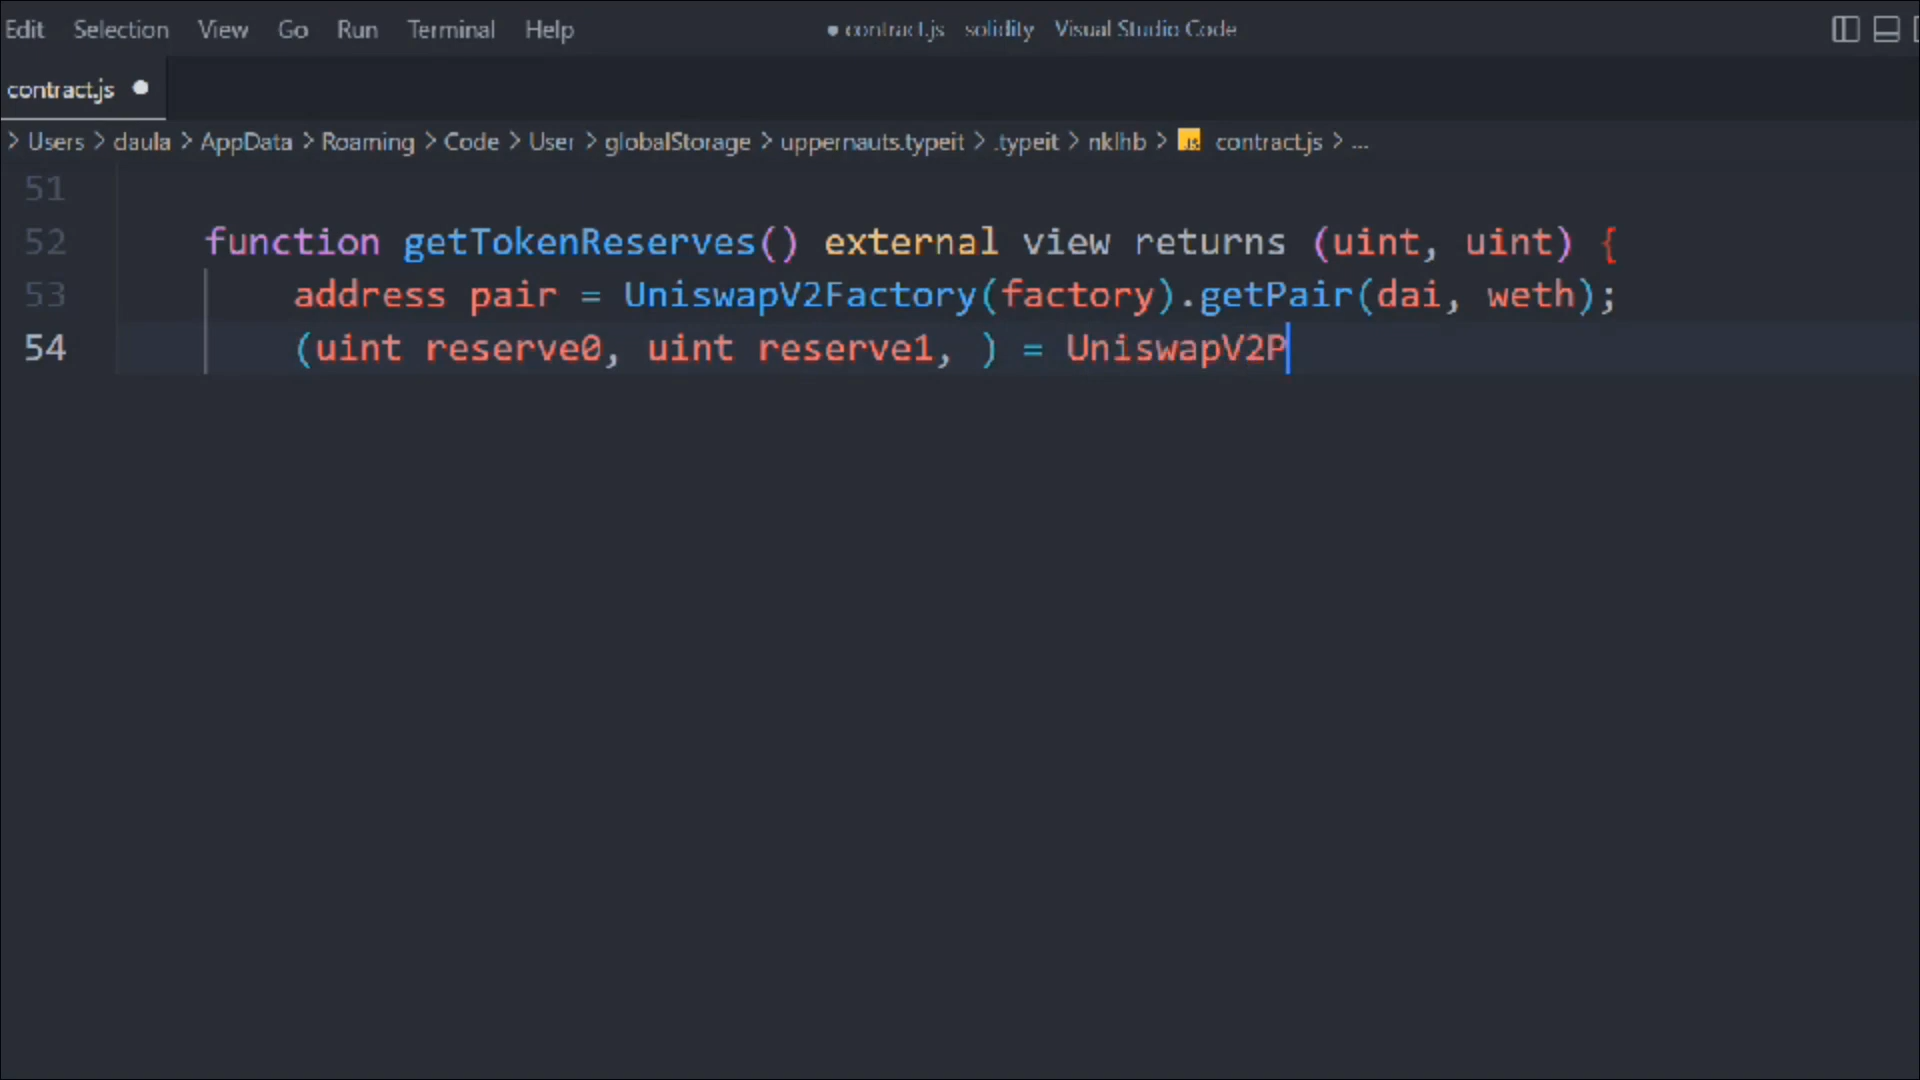 Edit Selection View Go Run Terminal Help ● contract.js solidity Visual Studio Code
contract.js ●
> Users > daula > AppData > Roaming > Code > User > globalStorage > uppernauts.typeit > .typeit > nklhb > JS contract.js > ...
51
52 function getTokenReserves() external view returns (uint, uint) {
53 address pair = UniswapV2Factory(factory).getPair(dai, weth);
54 (uint reserve0, uint reserve1, ) = UniswapV2P